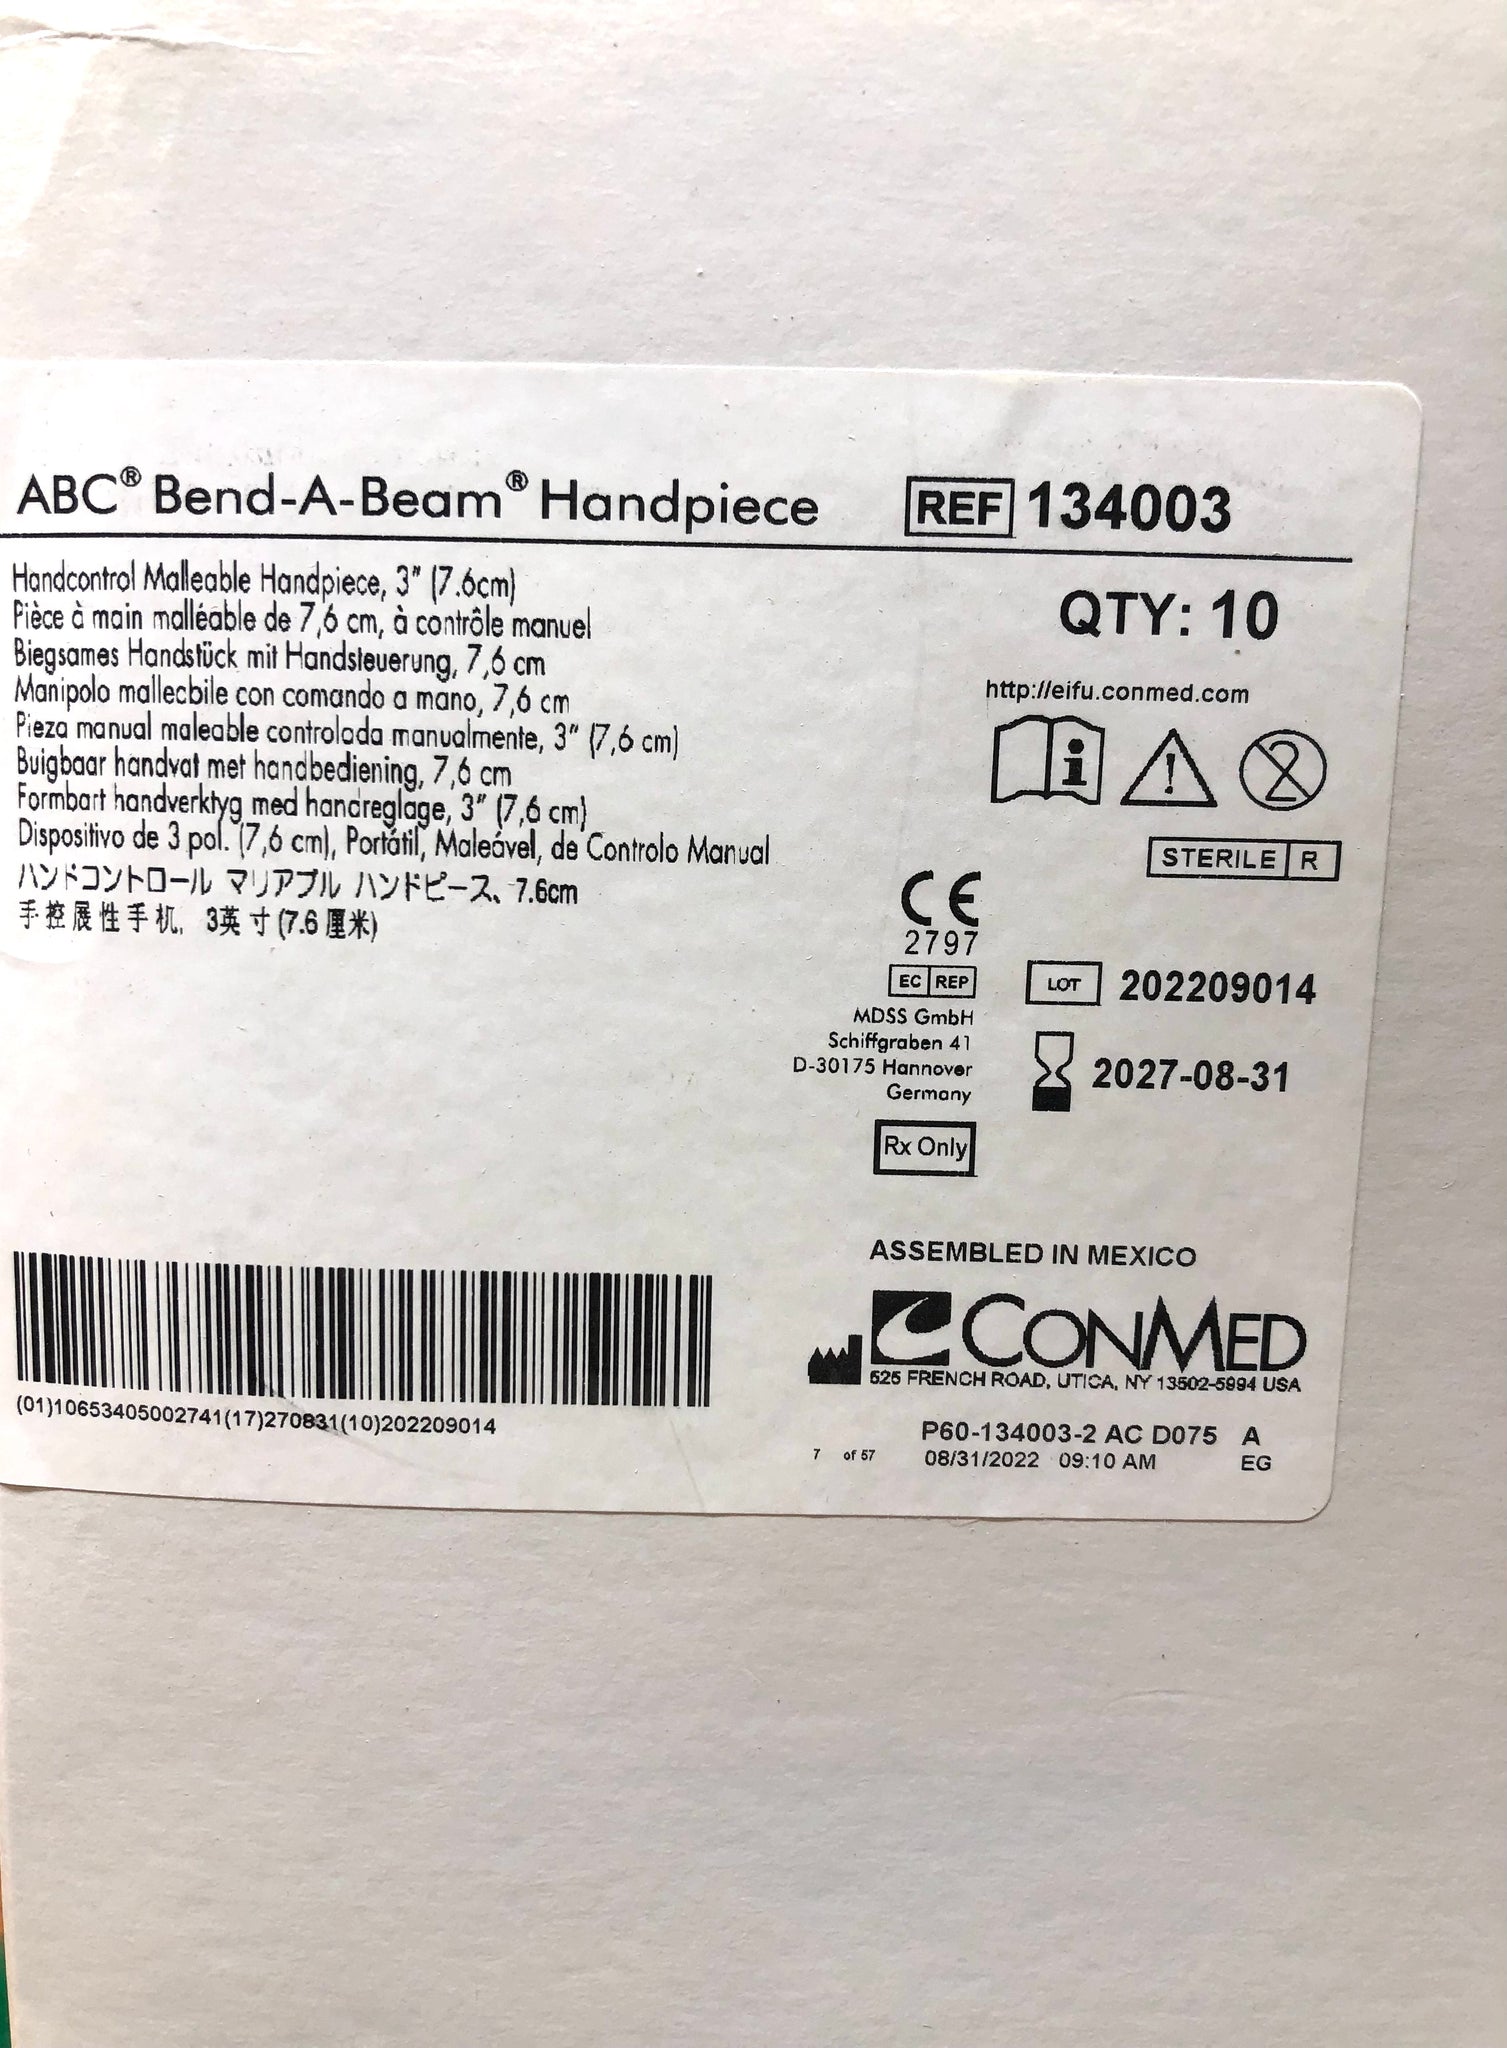 ABC® Bend-A-Beam® Handpiece
REF 134003
Handcontrol Malleable Handpiece, 3" (7.6cm)
Pièce à main malléable de 7,6 cm, à contrôle manuel
Biegsames Handstück mit Handsteuerung, 7,6 cm
Manipolo mallecbile con comando a mano, 7,6 cm
Pieza manual maleable controlada manualmente, 3" (7,6 cm)
Buigbaar handvat met handbediening, 7,6 cm
Formbart handverktyg med handreglage, 3" (7,6 cm)
Dispositivo de 3 pol. (7,6 cm), Portátil, Maleável, de Controlo Manual
ハンドコントロール マリアブル ハンドピース、7.6cm
手控展性手机, 3英寸(7.6厘米)
QTY: 10
http://eifu.conmed.com
2
STERILE R
CE
2797
EC REP
MDSS GmbH
Schiffgraben 41
D-30175 Hannover
Germany
LOT 202209014
2027-08-31
Rx Only
ASSEMBLED IN MEXICO
CONMED
525 FRENCH ROAD, UTICA, NY 13502-5994 USA
(01)10653405002741(17)270831(10)202209014
P60-134003-2 AC D075 A
7 of 57 08/31/2022 09:10 AM EG